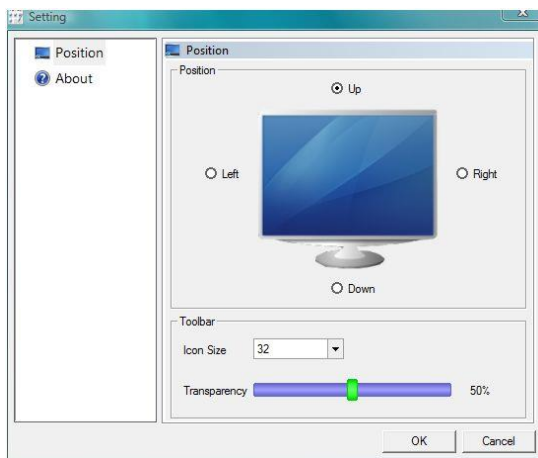 Setting
Position
About
Position
Position
Up
Left
Right
Down
Toolbar
Icon Size 32
Transparency 50%
OK Cancel